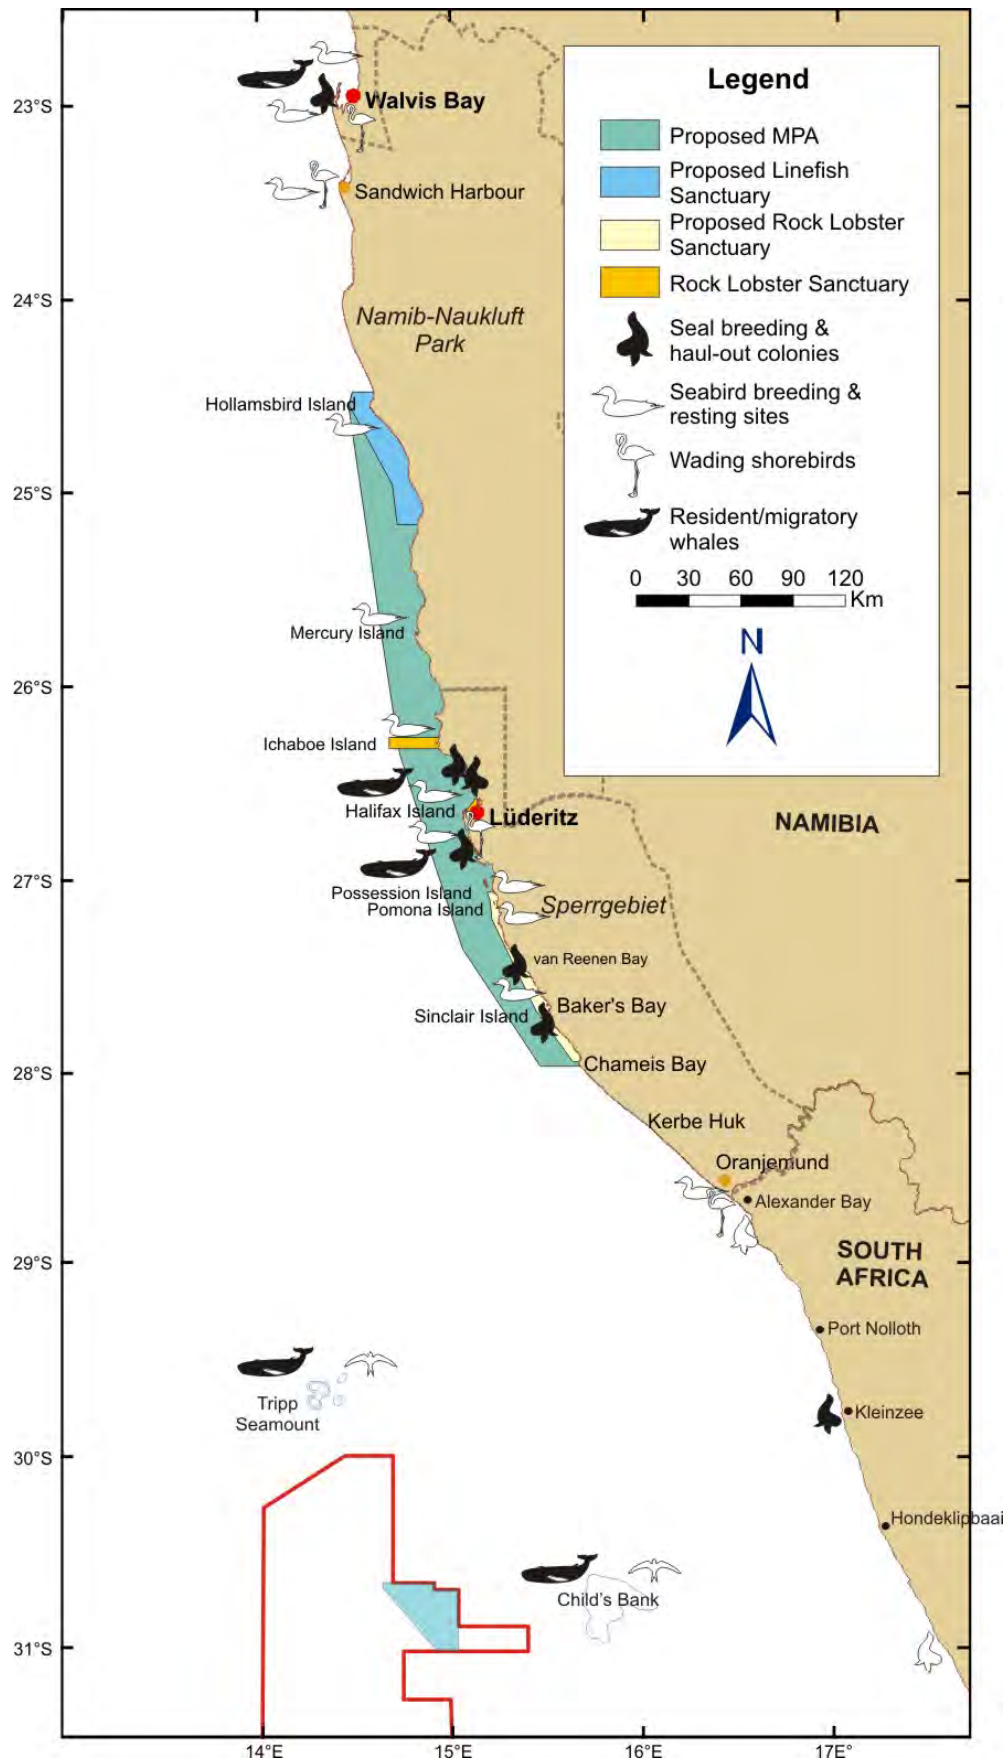 Legend
Proposed MPA
Proposed Linefish
Sanctuary
Proposed Rock Lobster
Sanctuary
Rock Lobster Sanctuary
Seal breeding &
haul-out colonies
Seabird breeding &
resting sites
Wading shorebirds
Resident/migratory
whales
0 30 60 90 120
Km
N
23°S
24°S
25°S
26°S
27°S
28°S
29°S
30°S
31°S
14°E
15°E
16°E
17E°
Walvis Bay
Sandwich Harbour
Namib-Naukluft
Park
Hollamsbird Island
Mercury Island
Ichaboe Island
Halifax Island
Lüderitz
NAMIBIA
Possession Island
Pomona Island
Sperrgebiet
van Reenen Bay
Baker's Bay
Sinclair Island
Chameis Bay
Kerbe Huk
Oranjemund
Alexander Bay
SOUTH
AFRICA
Port Nolloth
Tripp
Seamount
Kleinzee
Hondeklipbaai
Child's Bank